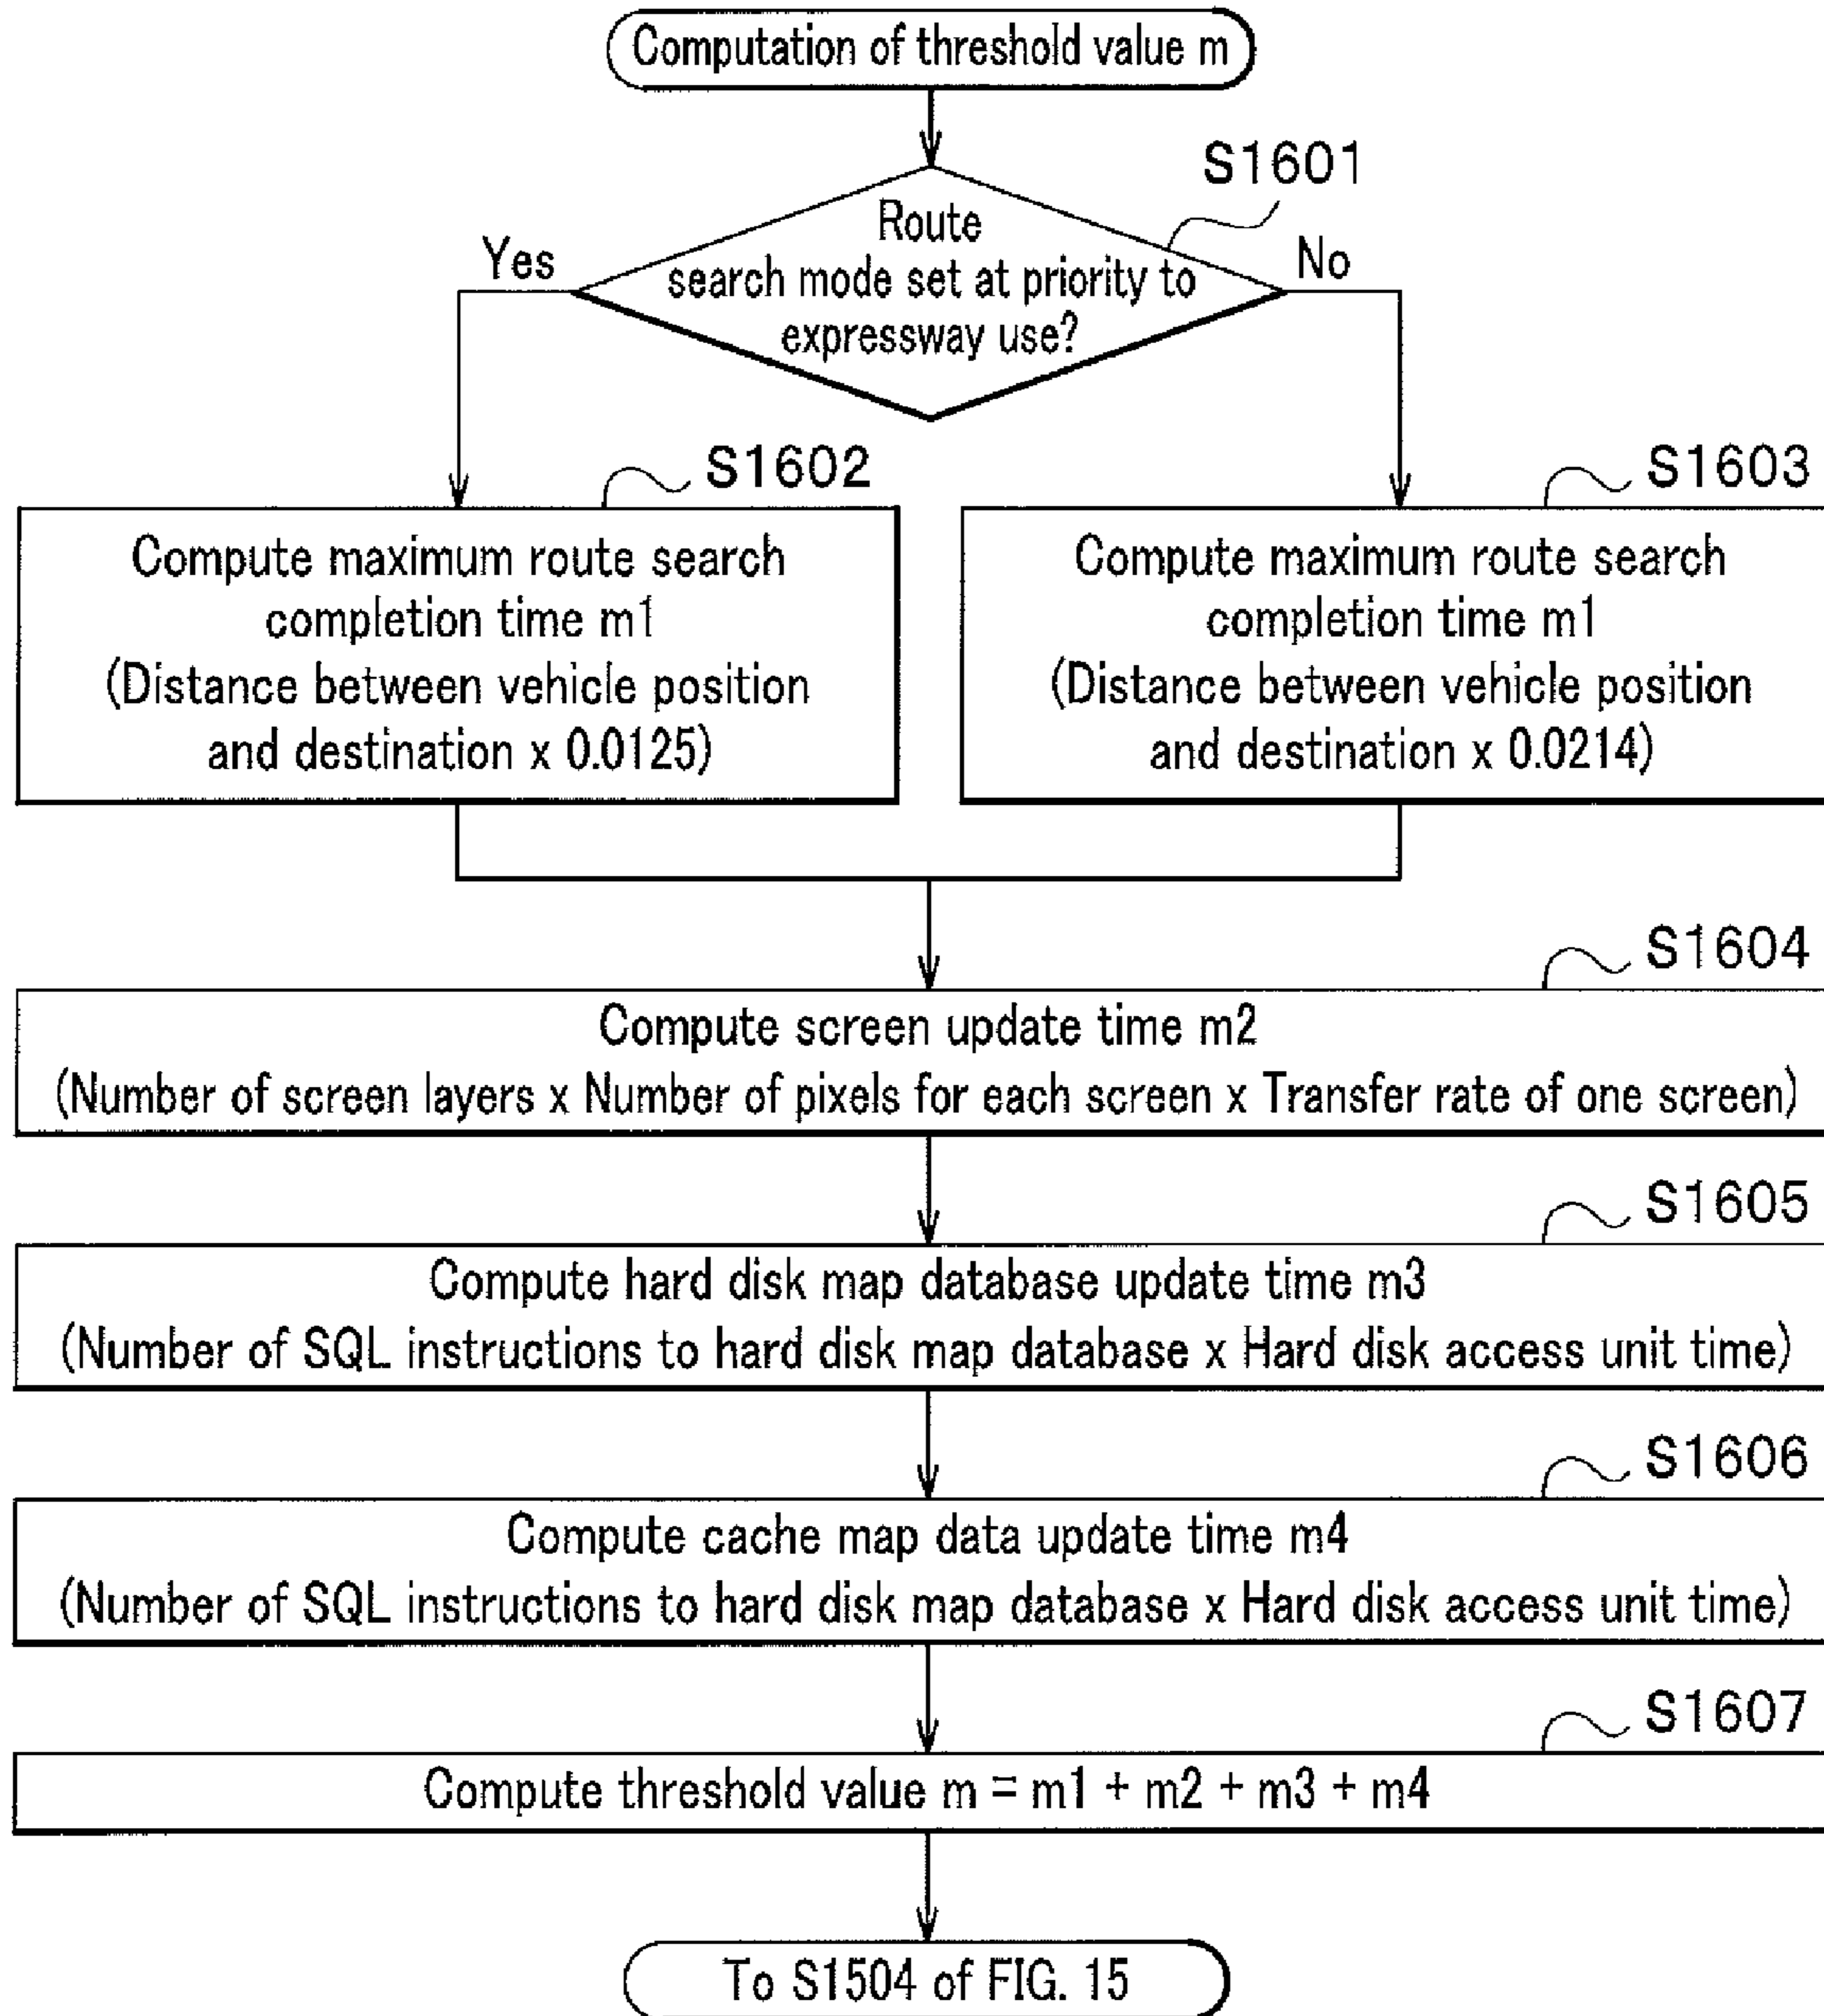 Computation of threshold value m
S1601
Route
search mode set at priority to
expressway use?
Yes
No
S1602
Compute maximum route search
completion time m1
(Distance between vehicle position
and destination x 0.0125)
S1603
Compute maximum route search
completion time m1
(Distance between vehicle position
and destination x 0.0214)
S1604
Compute screen update time m2
(Number of screen layers x Number of pixels for each screen x Transfer rate of one screen)
S1605
Compute hard disk map database update time m3
(Number of SQL instructions to hard disk map database x Hard disk access unit time)
S1606
Compute cache map data update time m4
(Number of SQL instructions to hard disk map database x Hard disk access unit time)
S1607
Compute threshold value m = m1 + m2 + m3 + m4
To S1504 of FIG. 15